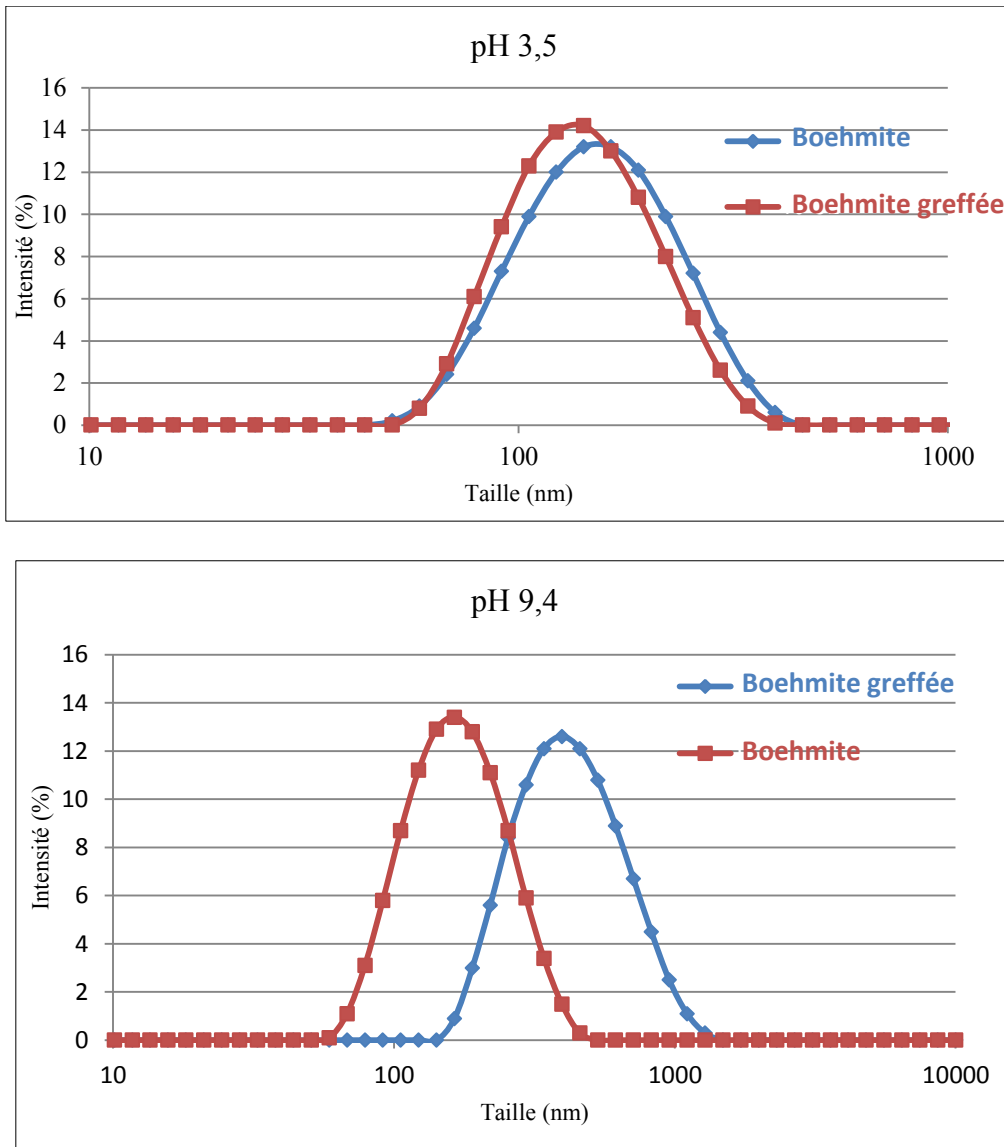 pH 3,5
16
14
12
10
8
6
4
2
0
Intensité (%)
Boehmite
Boehmite greffée
10 100 1000
Taille (nm)
pH 9,4
16
14
12
10
8
6
4
2
0
Intensité (%)
Boehmite greffée
Boehmite
10 100 1000 10000
Taille (nm)